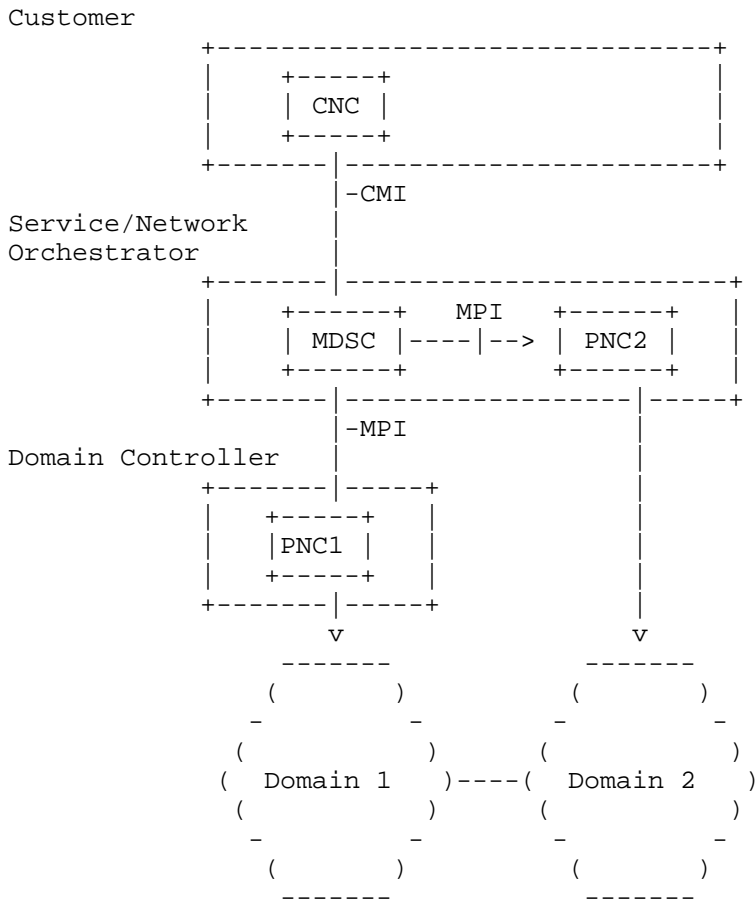 Customer
CNC
-CMI
Service/Network
Orchestrator
MPI
MDSC PNC2
-MPI
Domain Controller
PNC1
v v
Domain 1 Domain 2